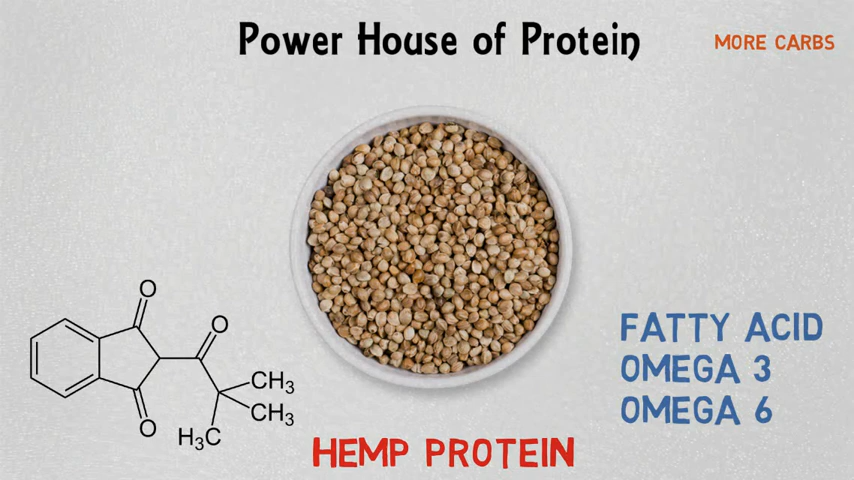 Power House of Protein
MORE CARBS
O
O
CH3
CH3
O
H3C
FATTY ACID
OMEGA 3
OMEGA 6
HEMP PROTEIN